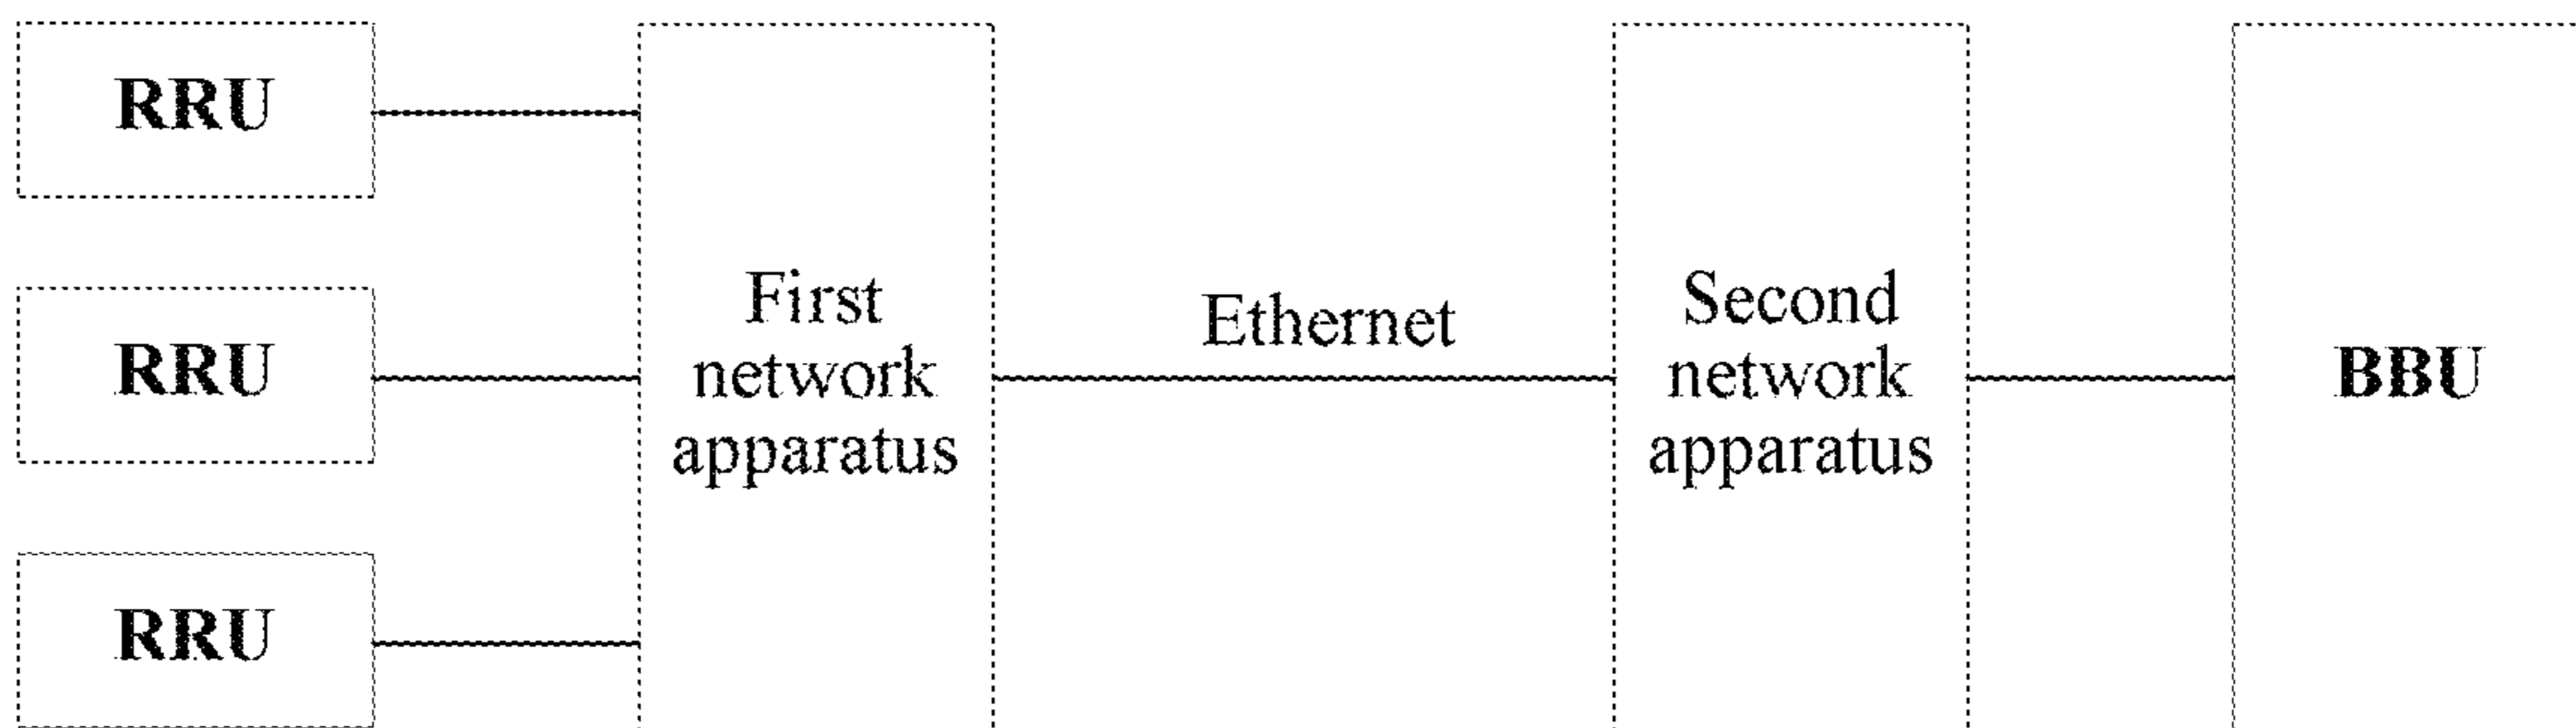 RRU
RRU
RRU
First
network
apparatus
Ethernet
Second
network
apparatus
BBU